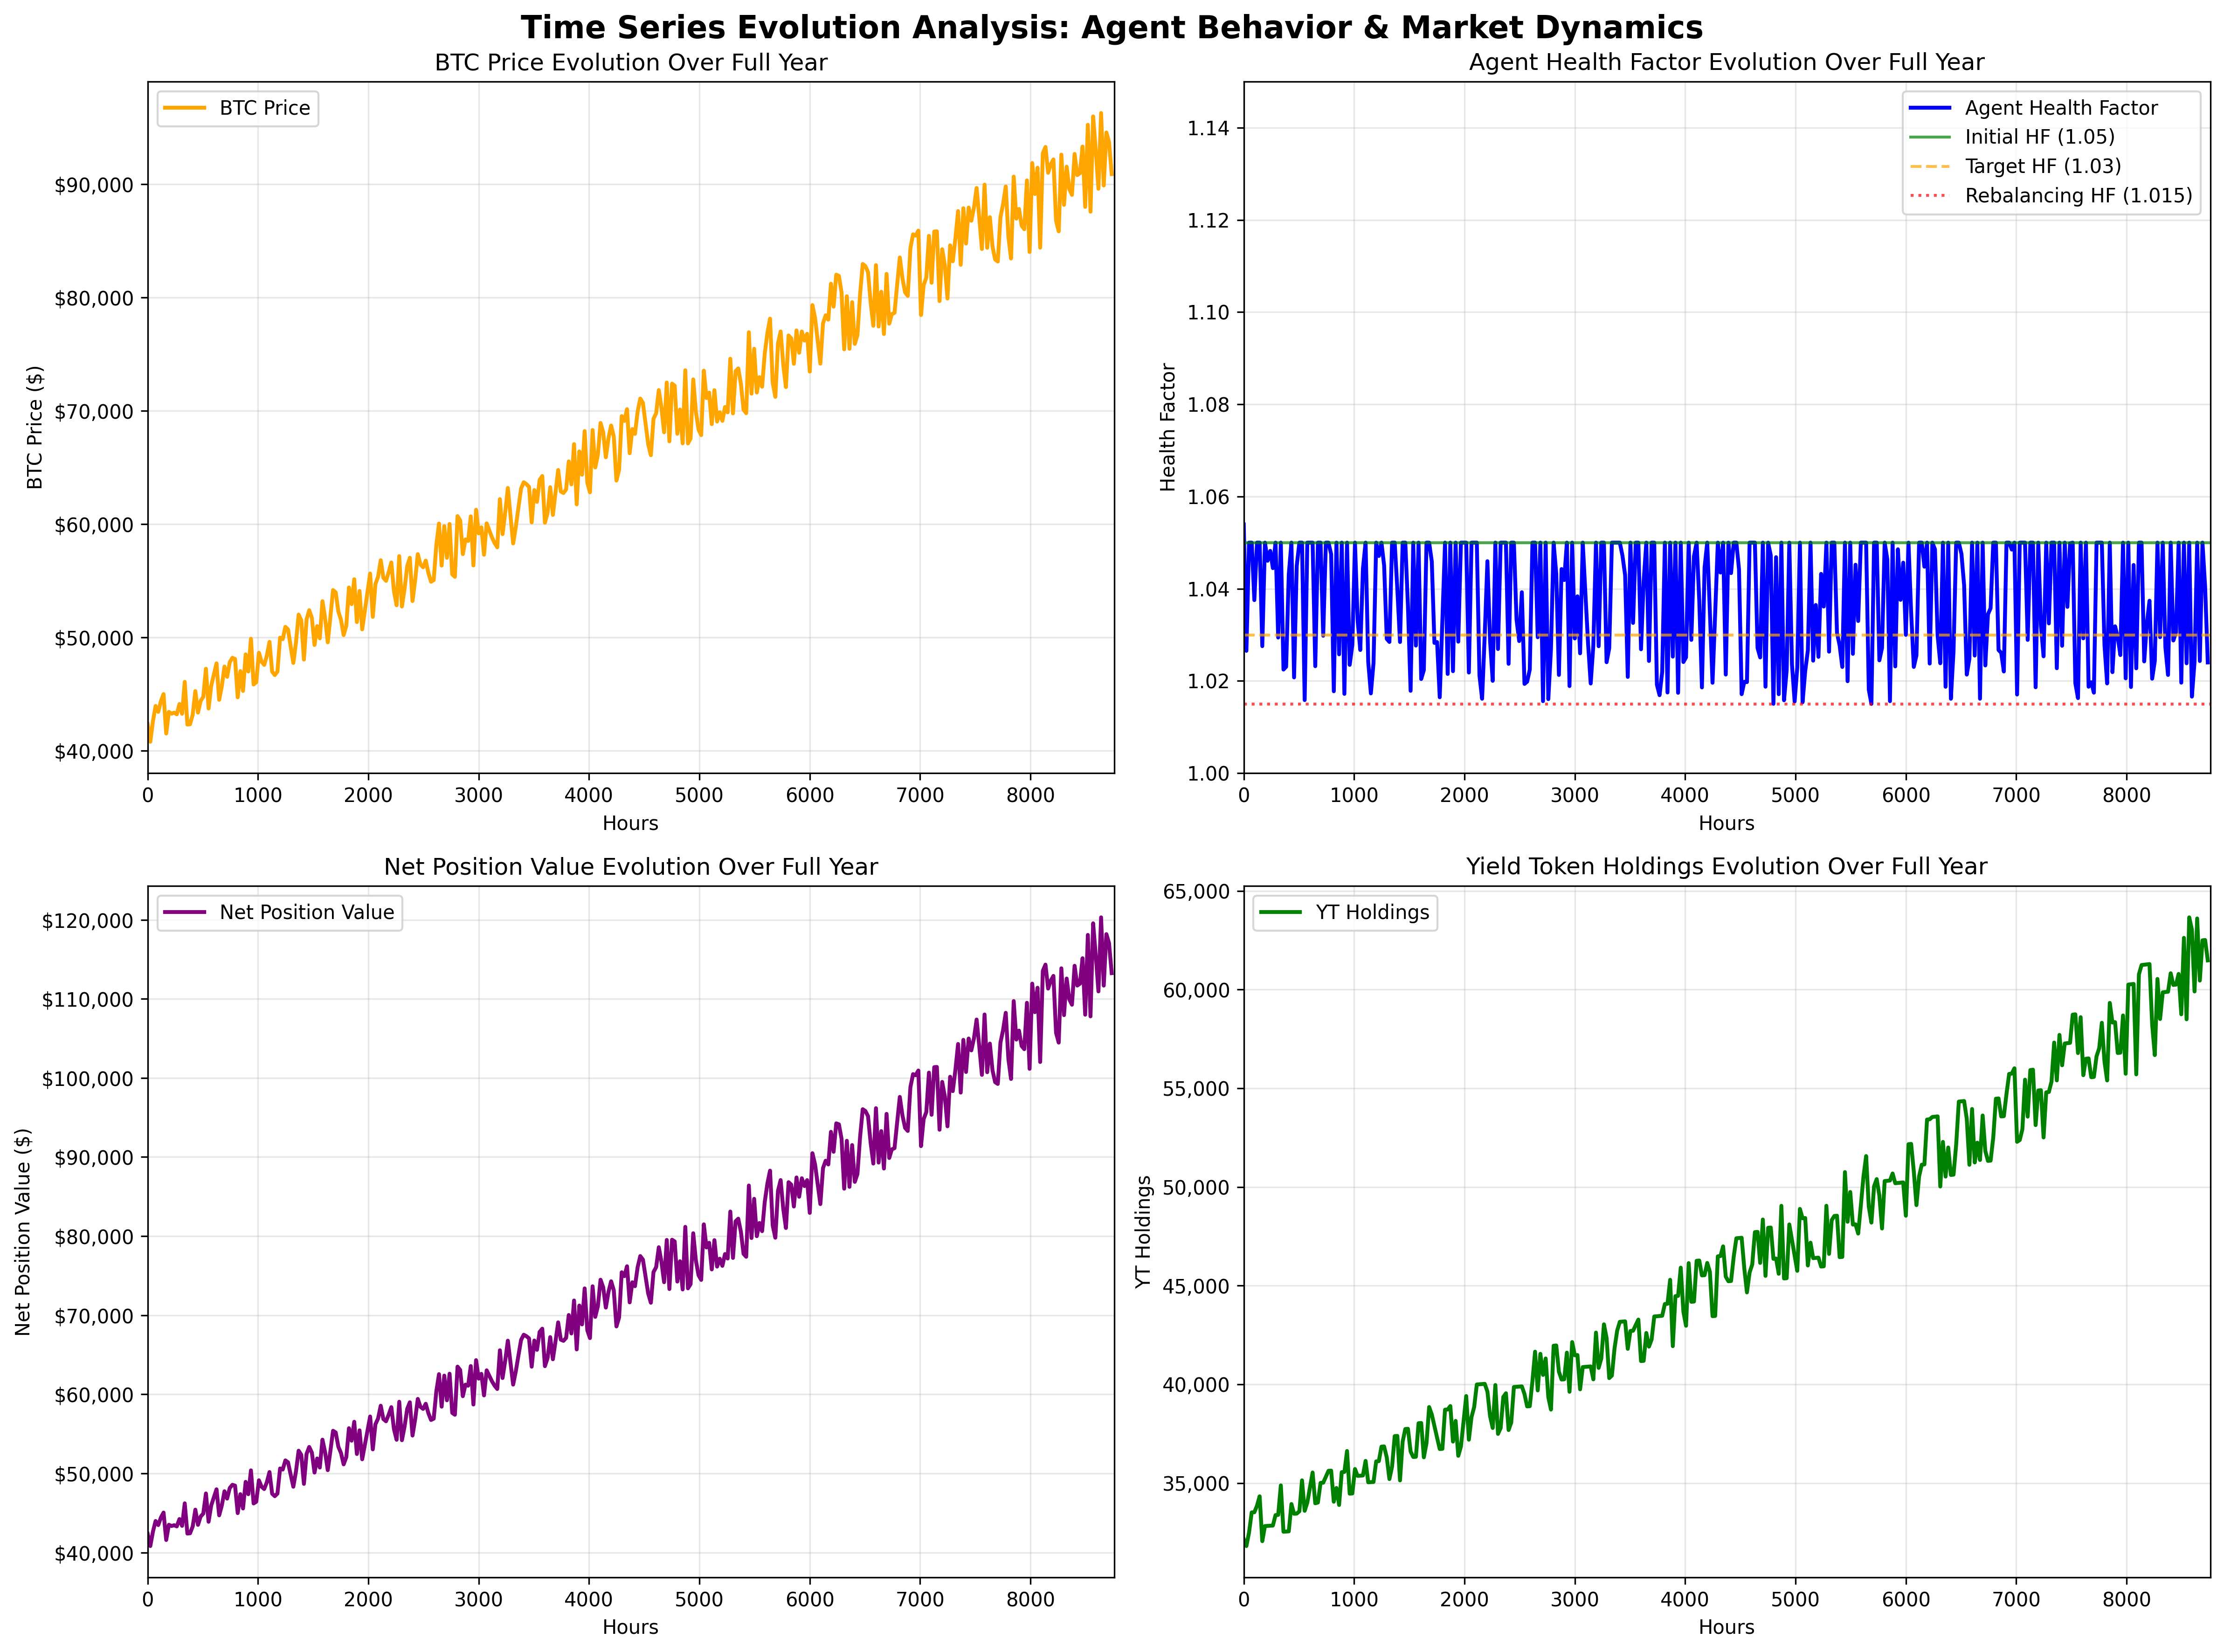 Time Series Evolution Analysis: Agent Behavior & Market Dynamics
BTC Price Evolution Over Full Year
BTC Price
BTC Price ($)
$90,000
$80,000
$70,000
$60,000
$50,000
$40,000
0 1000 2000 3000 4000 5000 6000 7000 8000
Hours
Agent Health Factor Evolution Over Full Year
Agent Health Factor
Initial HF (1.05)
Target HF (1.03)
Rebalancing HF (1.015)
Health Factor
1.14
1.12
1.10
1.08
1.06
1.04
1.02
1.00
0 1000 2000 3000 4000 5000 6000 7000 8000
Hours
Net Position Value Evolution Over Full Year
Net Position Value
Net Position Value ($)
$120,000
$110,000
$100,000
$90,000
$80,000
$70,000
$60,000
$50,000
$40,000
0 1000 2000 3000 4000 5000 6000 7000 8000
Hours
Yield Token Holdings Evolution Over Full Year
YT Holdings
YT Holdings
65,000
60,000
55,000
50,000
45,000
40,000
35,000
0 1000 2000 3000 4000 5000 6000 7000 8000
Hours